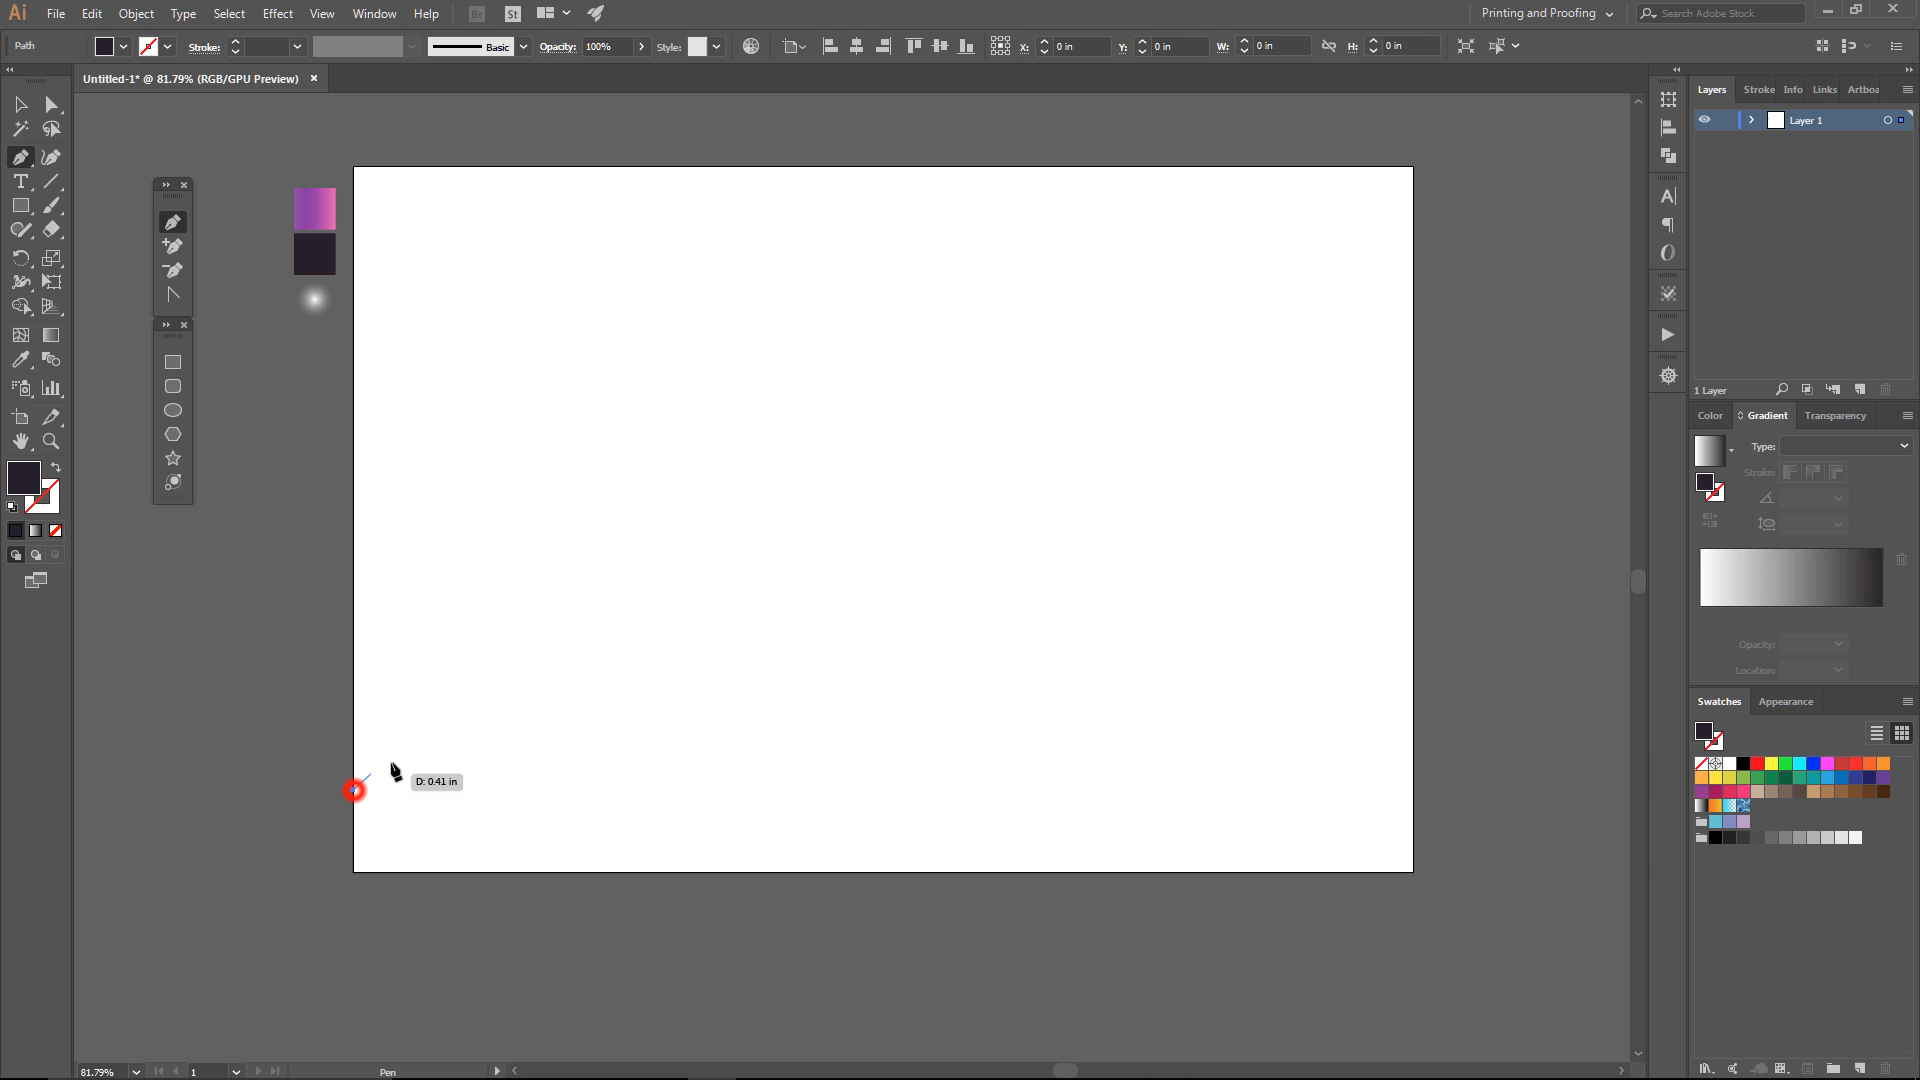 Ai File Edit Object Type Select Effect View Window Help Br St Printing and Proofing Search Adobe Stock
Path Stroke: Basic Opacity: 100% Style: X: 0 in Y: 0 in W: 0 in H: 0 in
Untitled-1* @ 81.79% (RGB/GPU Preview)
Layers Stroke Info Links Artboa
Layer 1
1 Layer
Color Gradient Transparency
Type:
Stroke:
Opacity:
Location:
Swatches Appearance
D: 0.41 in
81.79% 1 Pen